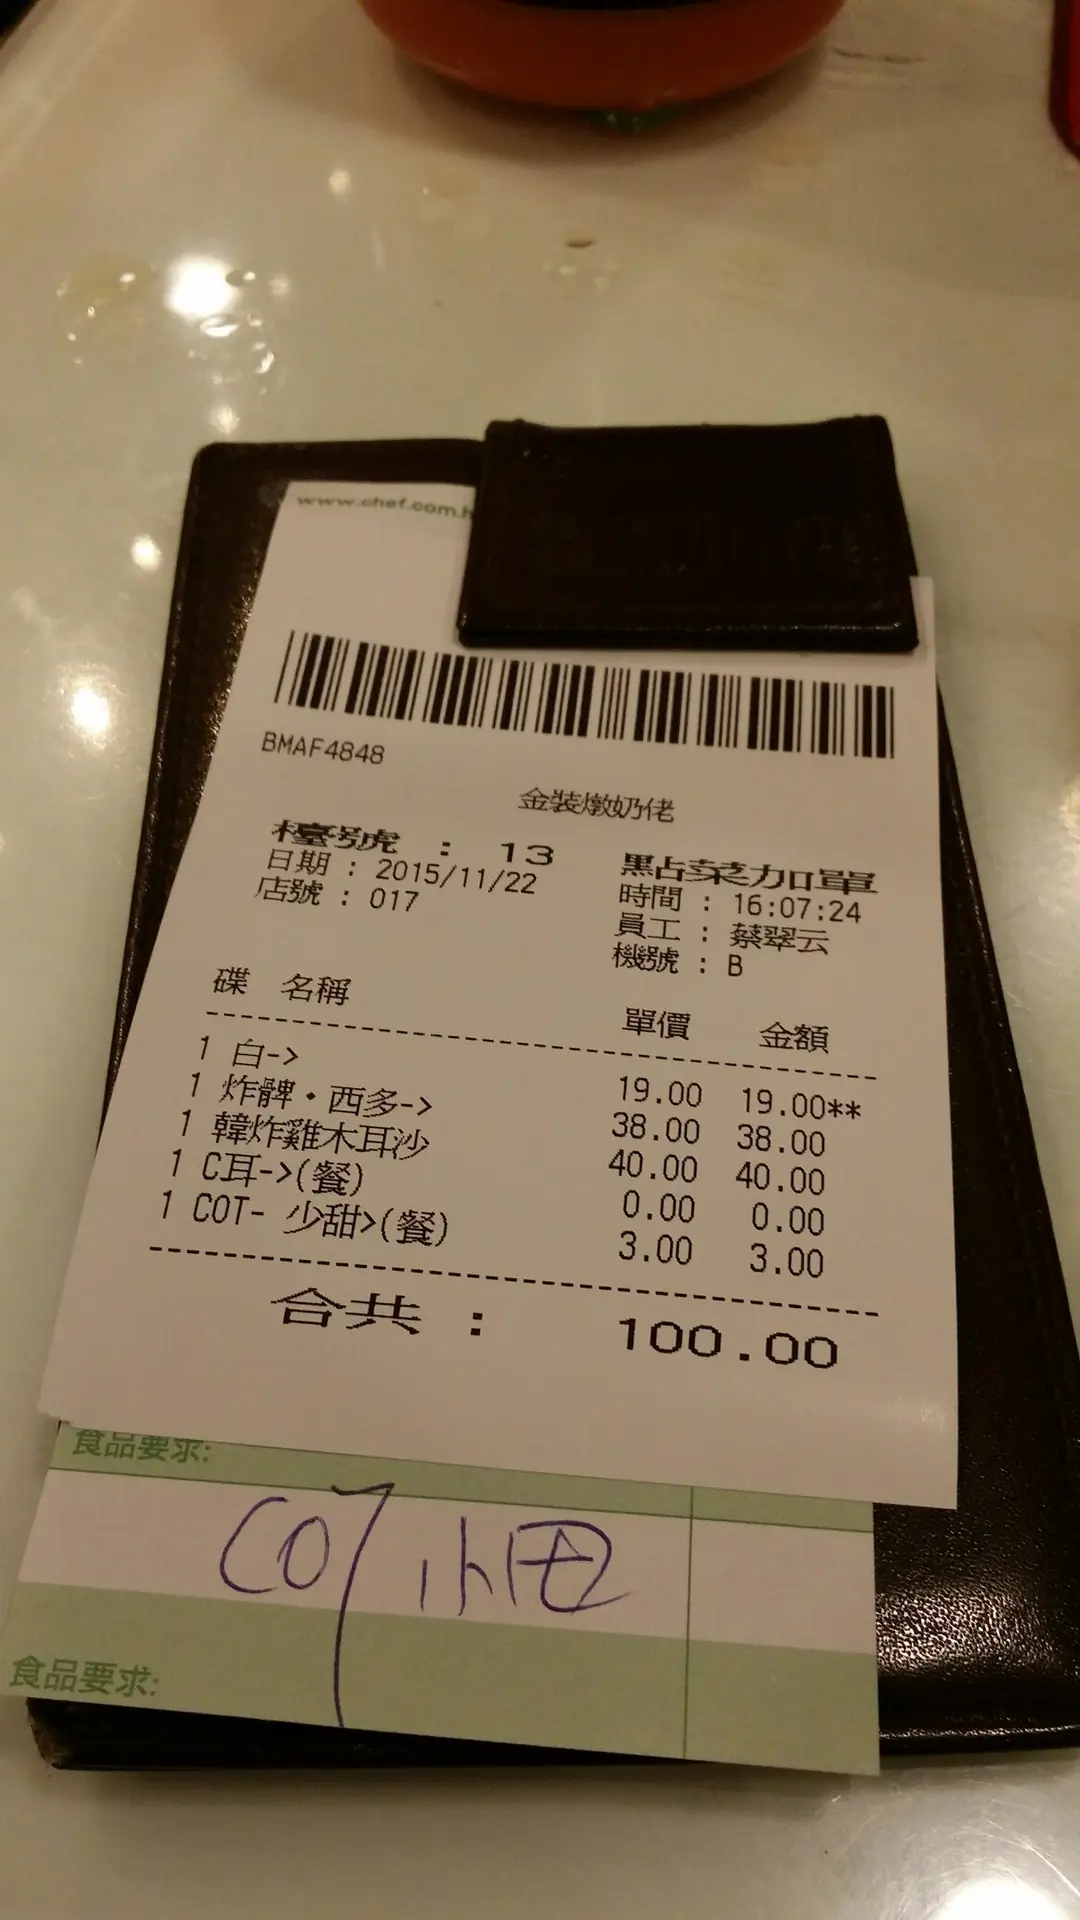 www.chef.com.h
BMAF4848
金裝燉奶佬
檯號 : 13 點菜加單
日期 : 2015/11/22 時間 : 16:07:24
店號 : 017 員工 : 蔡翠云
機號 : B
碟 名稱 單價 金額
1 白-> 19.00 19.00**
1 炸髀・西多-> 38.00 38.00
1 韓炸雞木耳沙 40.00 40.00
1 C耳->(餐) 0.00 0.00
1 COT- 少甜>(餐) 3.00 3.00
合共 : 100.00
食品要求:
COT
食品要求: